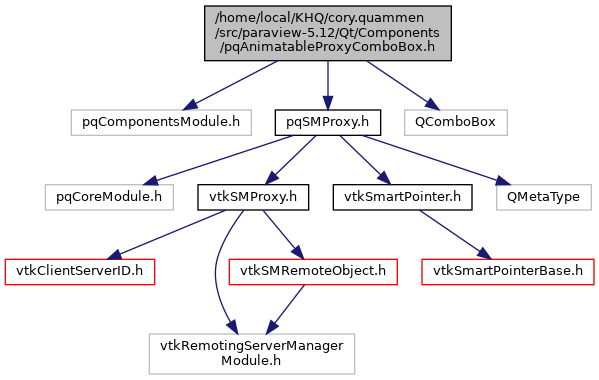 /home/local/KHQ/cory.quammen
/src/paraview-5.12/Qt/Components
/pqAnimatableProxyComboBox.h
pqComponentsModule.h
pqSMProxy.h
QComboBox
pqCoreModule.h
vtkSMProxy.h
vtkSmartPointer.h
QMetaType
vtkClientServerID.h
vtkSMRemoteObject.h
vtkSmartPointerBase.h
vtkRemotingServerManager
Module.h